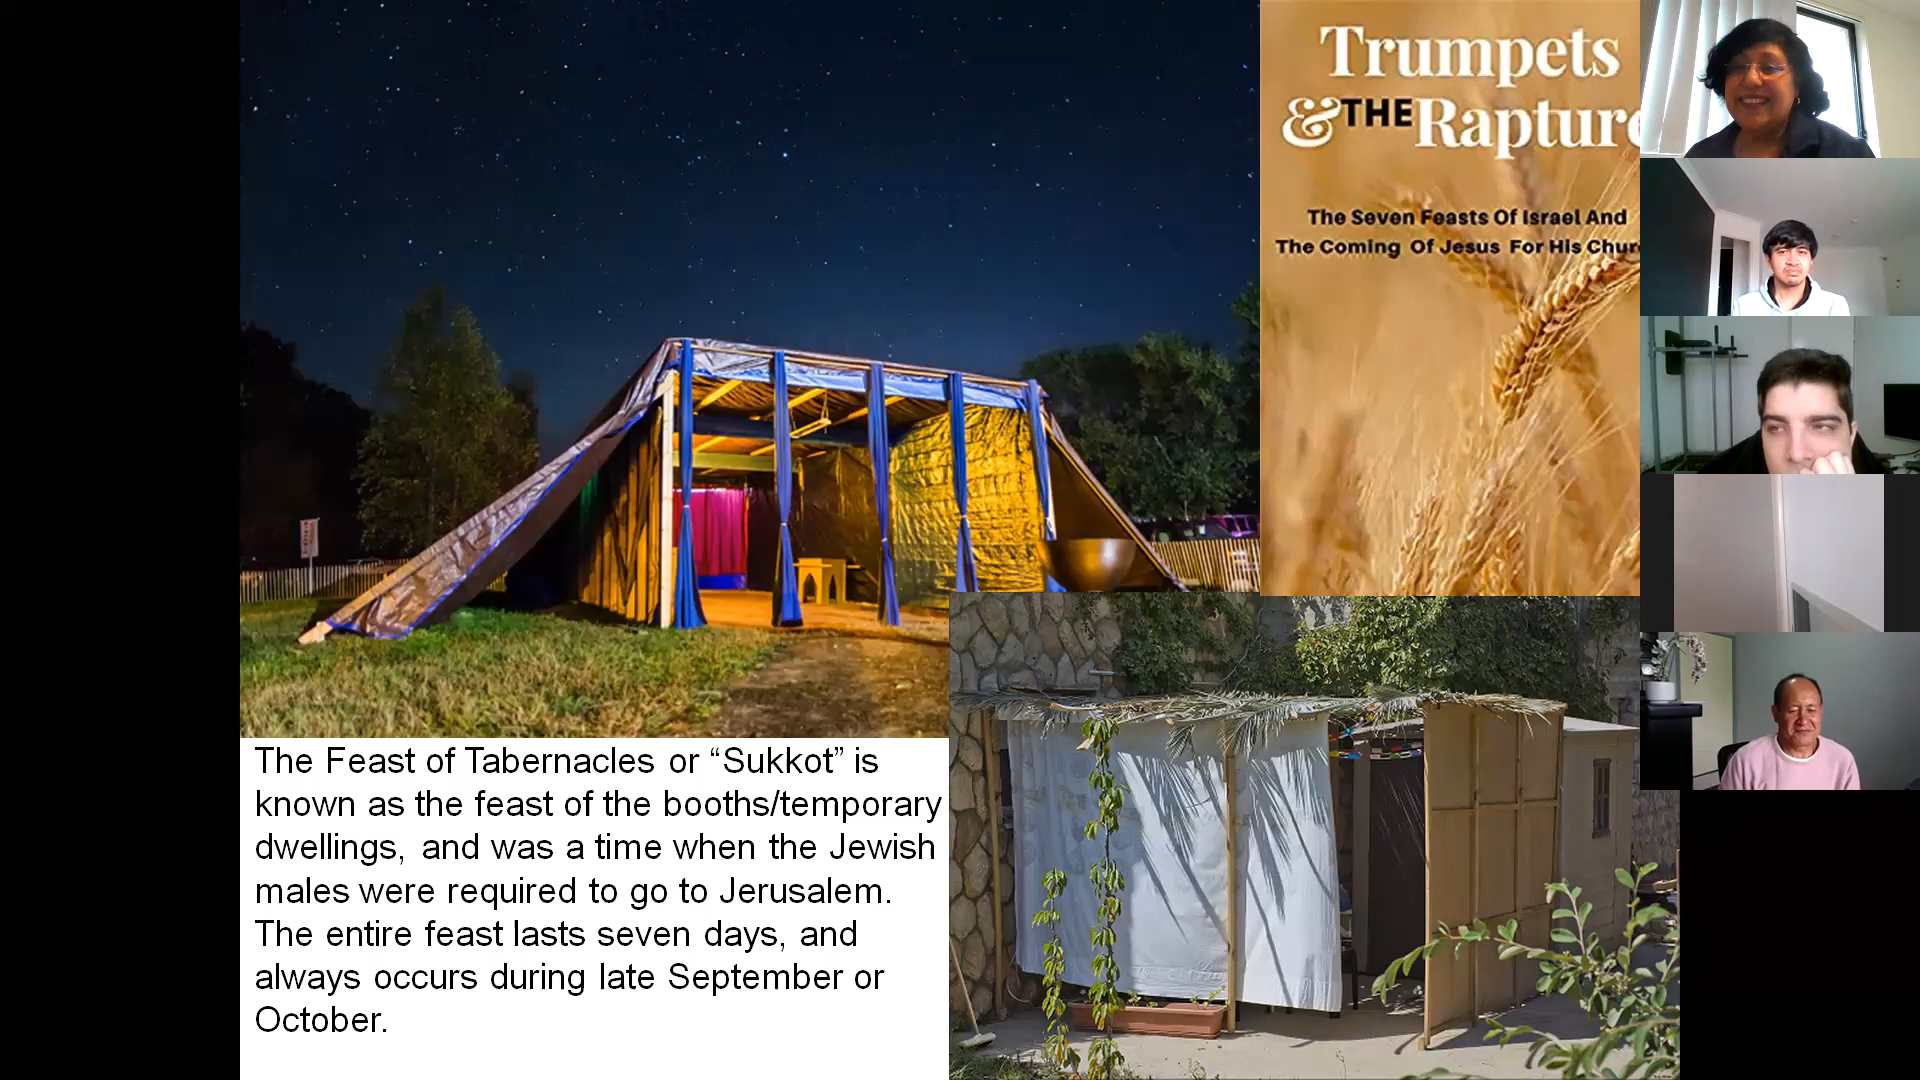 Trumpets
& THE Rapture
The Seven Feasts Of Israel And
The Coming Of Jesus For His Chur
The Feast of Tabernacles or “Sukkot” is
known as the feast of the booths/temporary
dwellings, and was a time when the Jewish
males were required to go to Jerusalem.
The entire feast lasts seven days, and
always occurs during late September or
October.